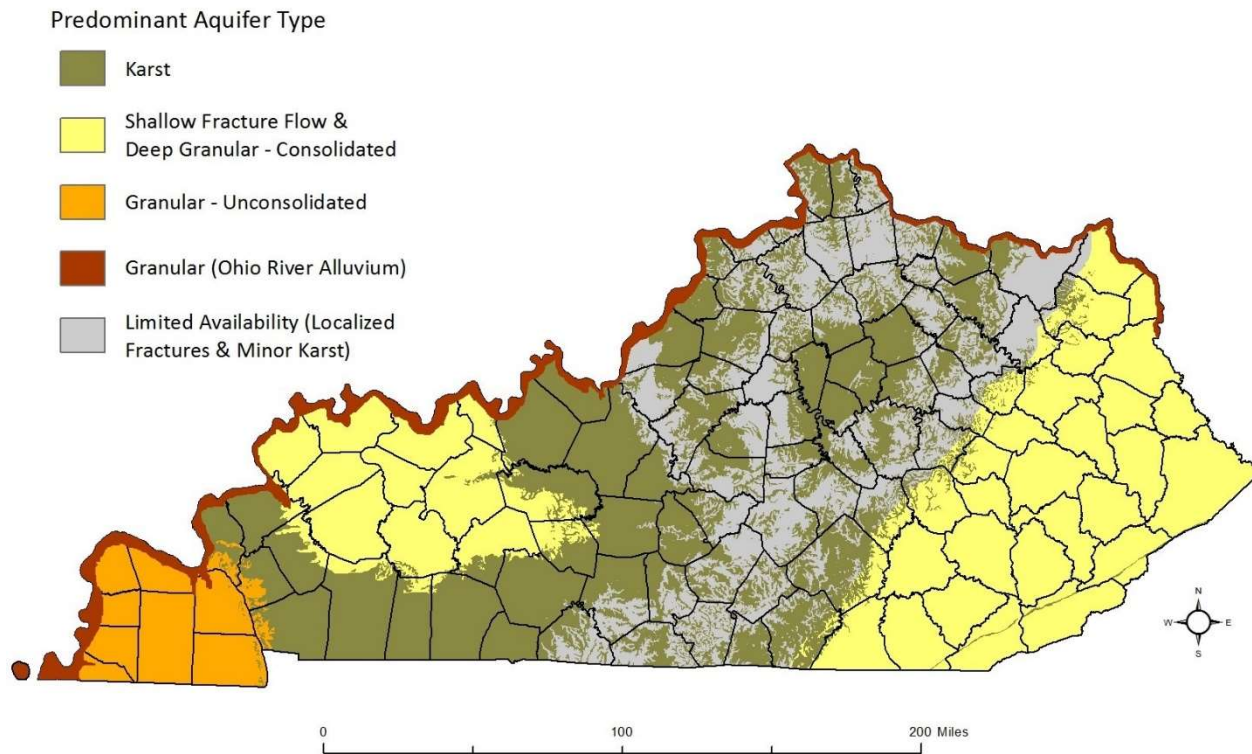 Predominant Aquifer Type
Karst
Shallow Fracture Flow &
Deep Granular - Consolidated
Granular - Unconsolidated
Granular (Ohio River Alluvium)
Limited Availability (Localized
Fractures & Minor Karst)
N
W E
S
0 100 200 Miles